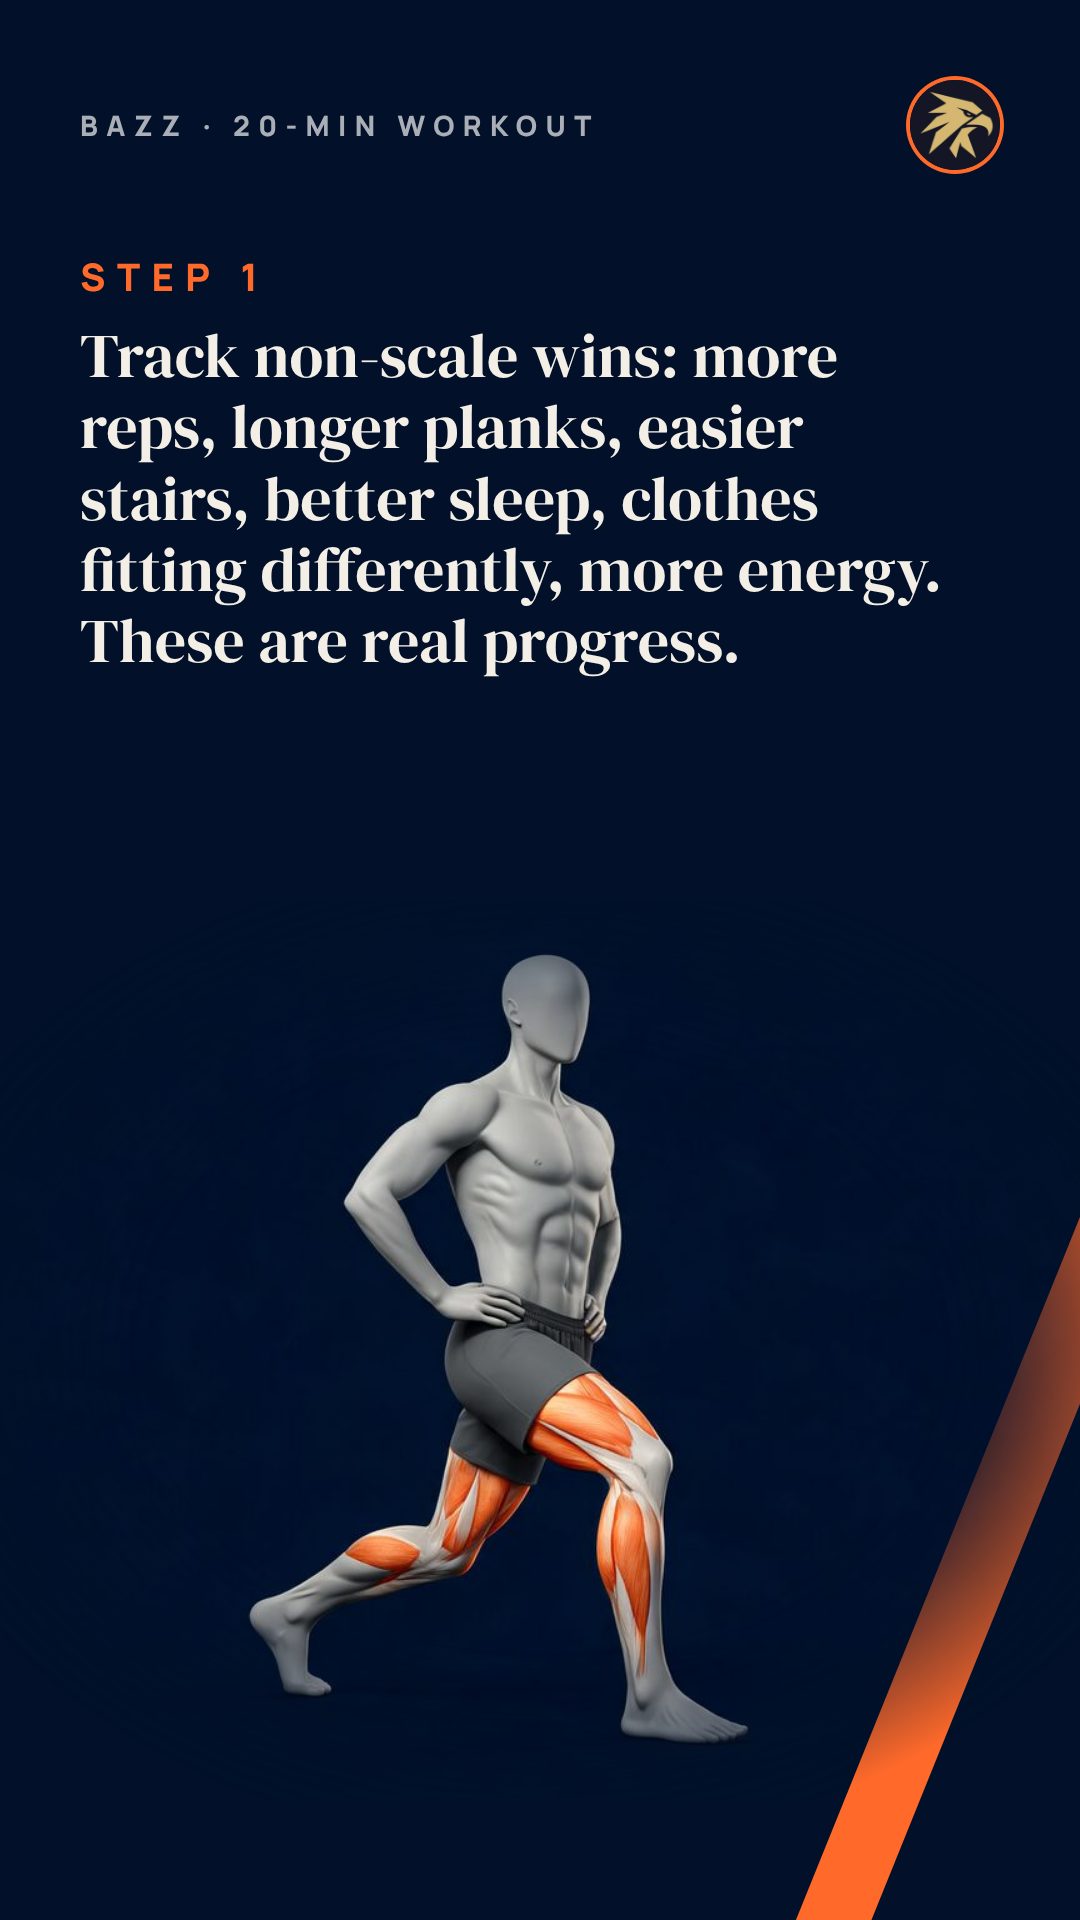 BAZZ · 20-MIN WORKOUT
STEP 1
Track non-scale wins: more
reps, longer planks, easier
stairs, better sleep, clothes
fitting differently, more energy.
These are real progress.